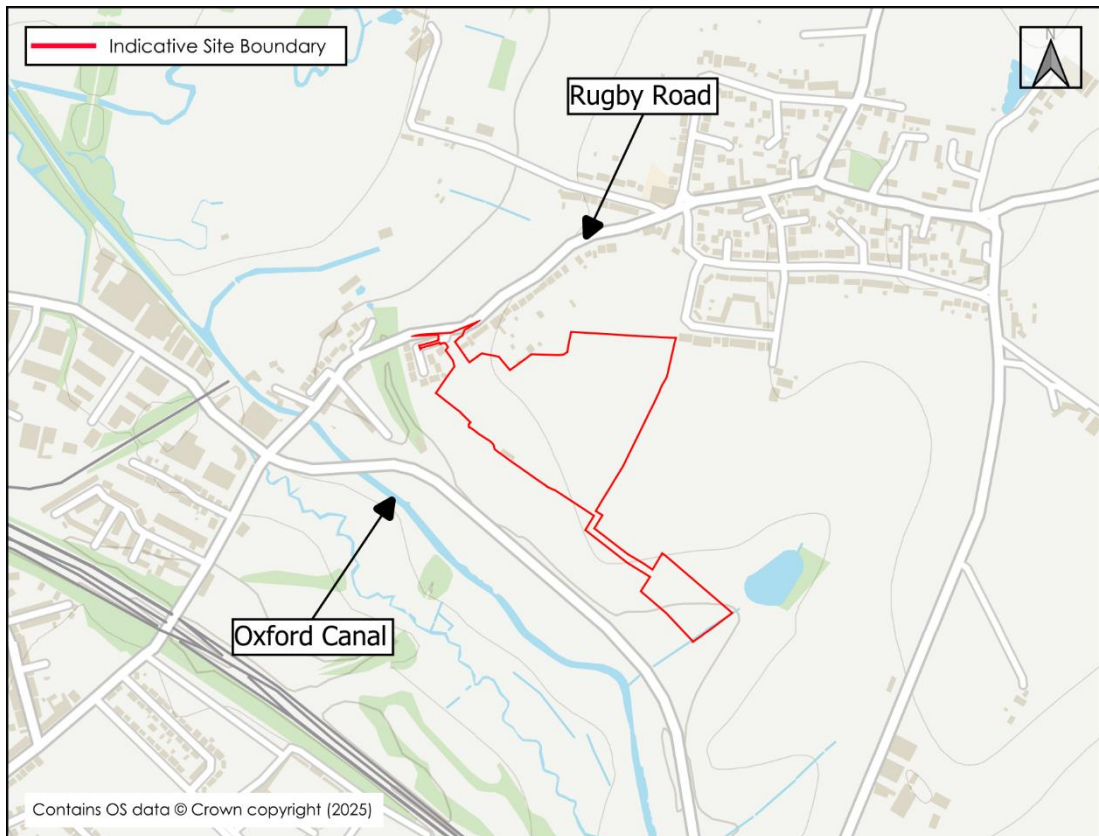 Indicative Site Boundary
N
Rugby Road
Oxford Canal
Contains OS data © Crown copyright (2025)